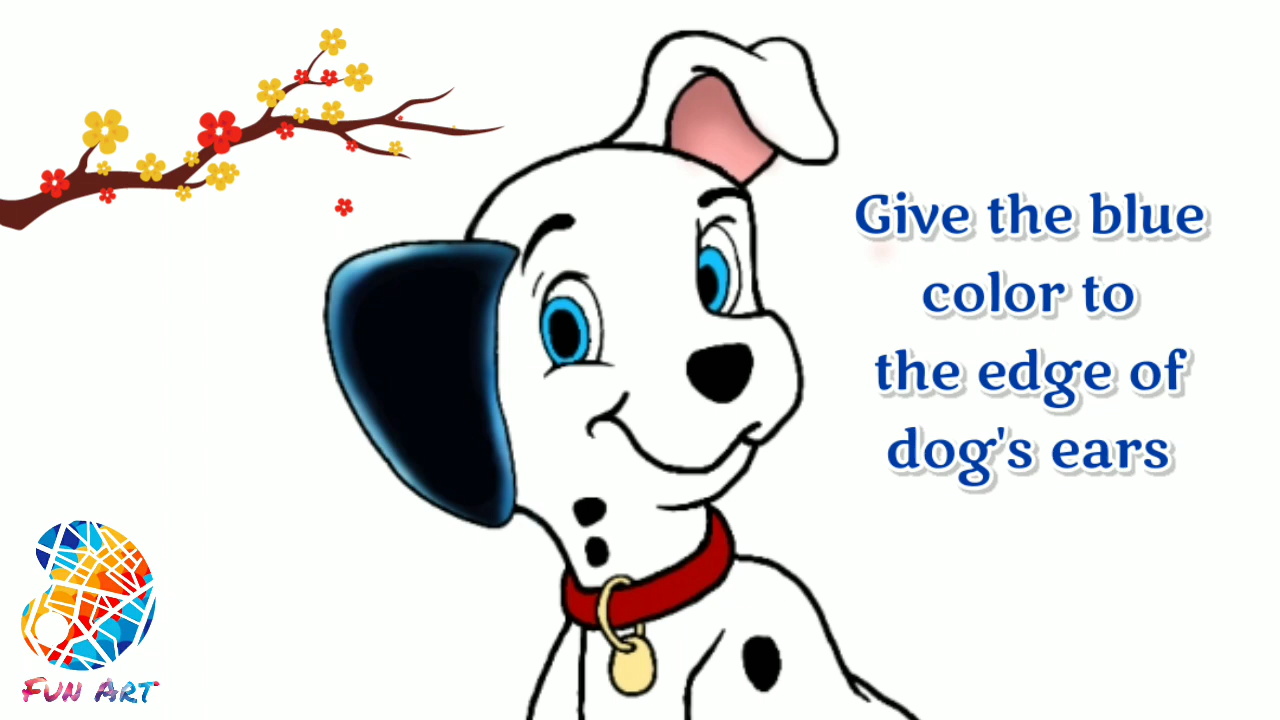 Give the blue
color to
the edge of
dog's ears
FUN ART